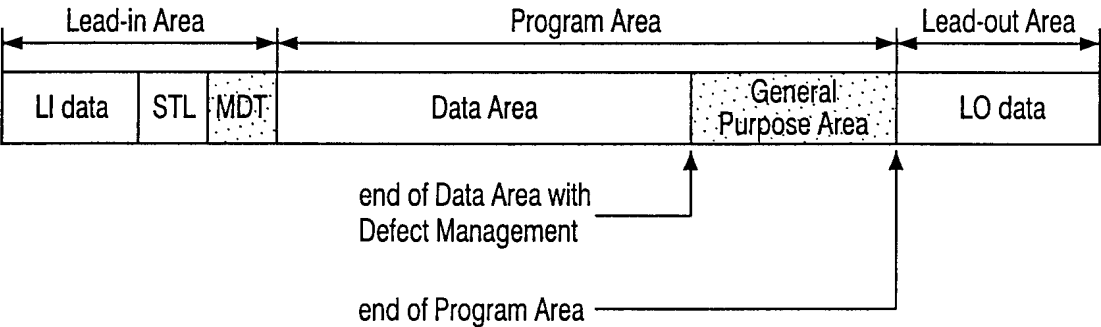 Lead-in Area
Program Area
Lead-out Area
LI data
STL
MDT
Data Area
General
Purpose Area
LO data
end of Data Area with
Defect Management
end of Program Area